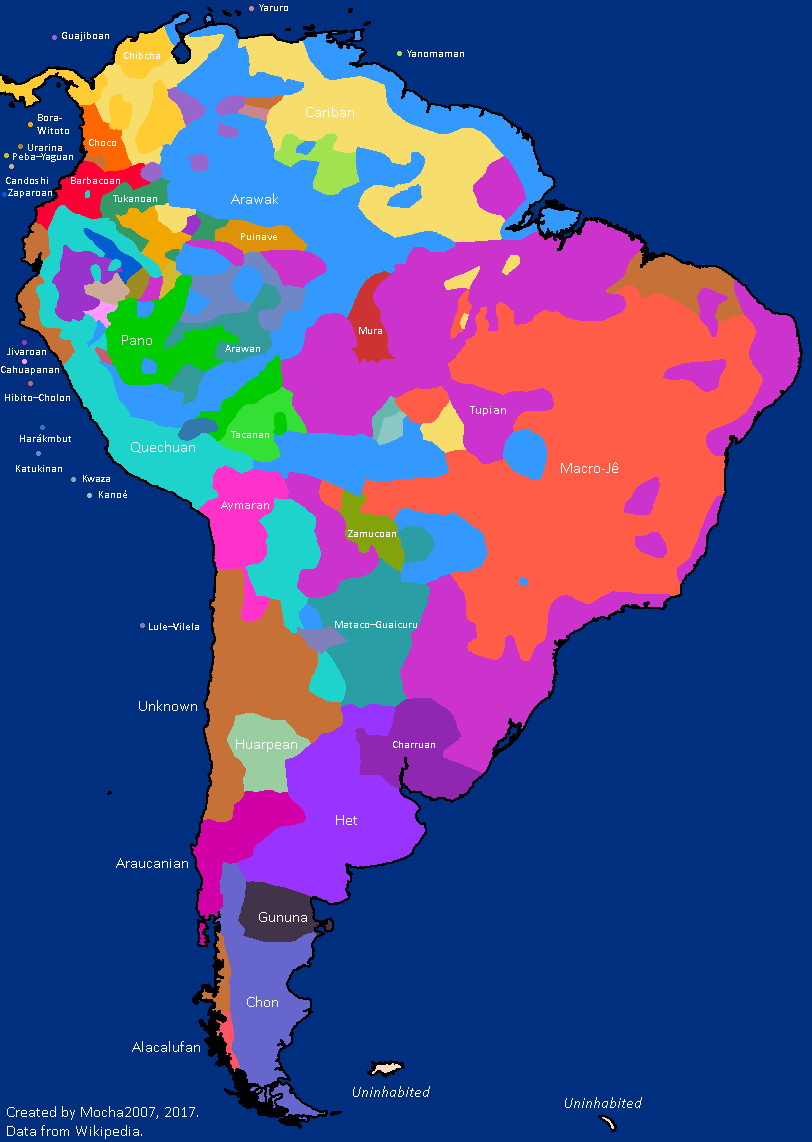 Yaruro
Guajiboan
Yanomaman
Chibcha
Cariban
Bora-
Witoto
Choco
Urarina
Peba–Yaguan
Candoshi
Barbacoan
Zaparoan
Tukanoan
Arawak
Puinave
Mura
Pano
Arawan
Jivaroan
Cahuapanan
Hibito–Cholon
Tupian
Harákmbut
Tacanan
Quechuan
Katukinan
Macro-Jê
Kwaza
Kanoé
Aymaran
Zamucoan
Lule–Vilela
Mataco–Guaicuru
Unknown
Huarpean
Charruan
Het
Araucanian
Gununa
Chon
Alacalufan
Uninhabited
Uninhabited
Created by Mocha2007, 2017.
Data from Wikipedia.